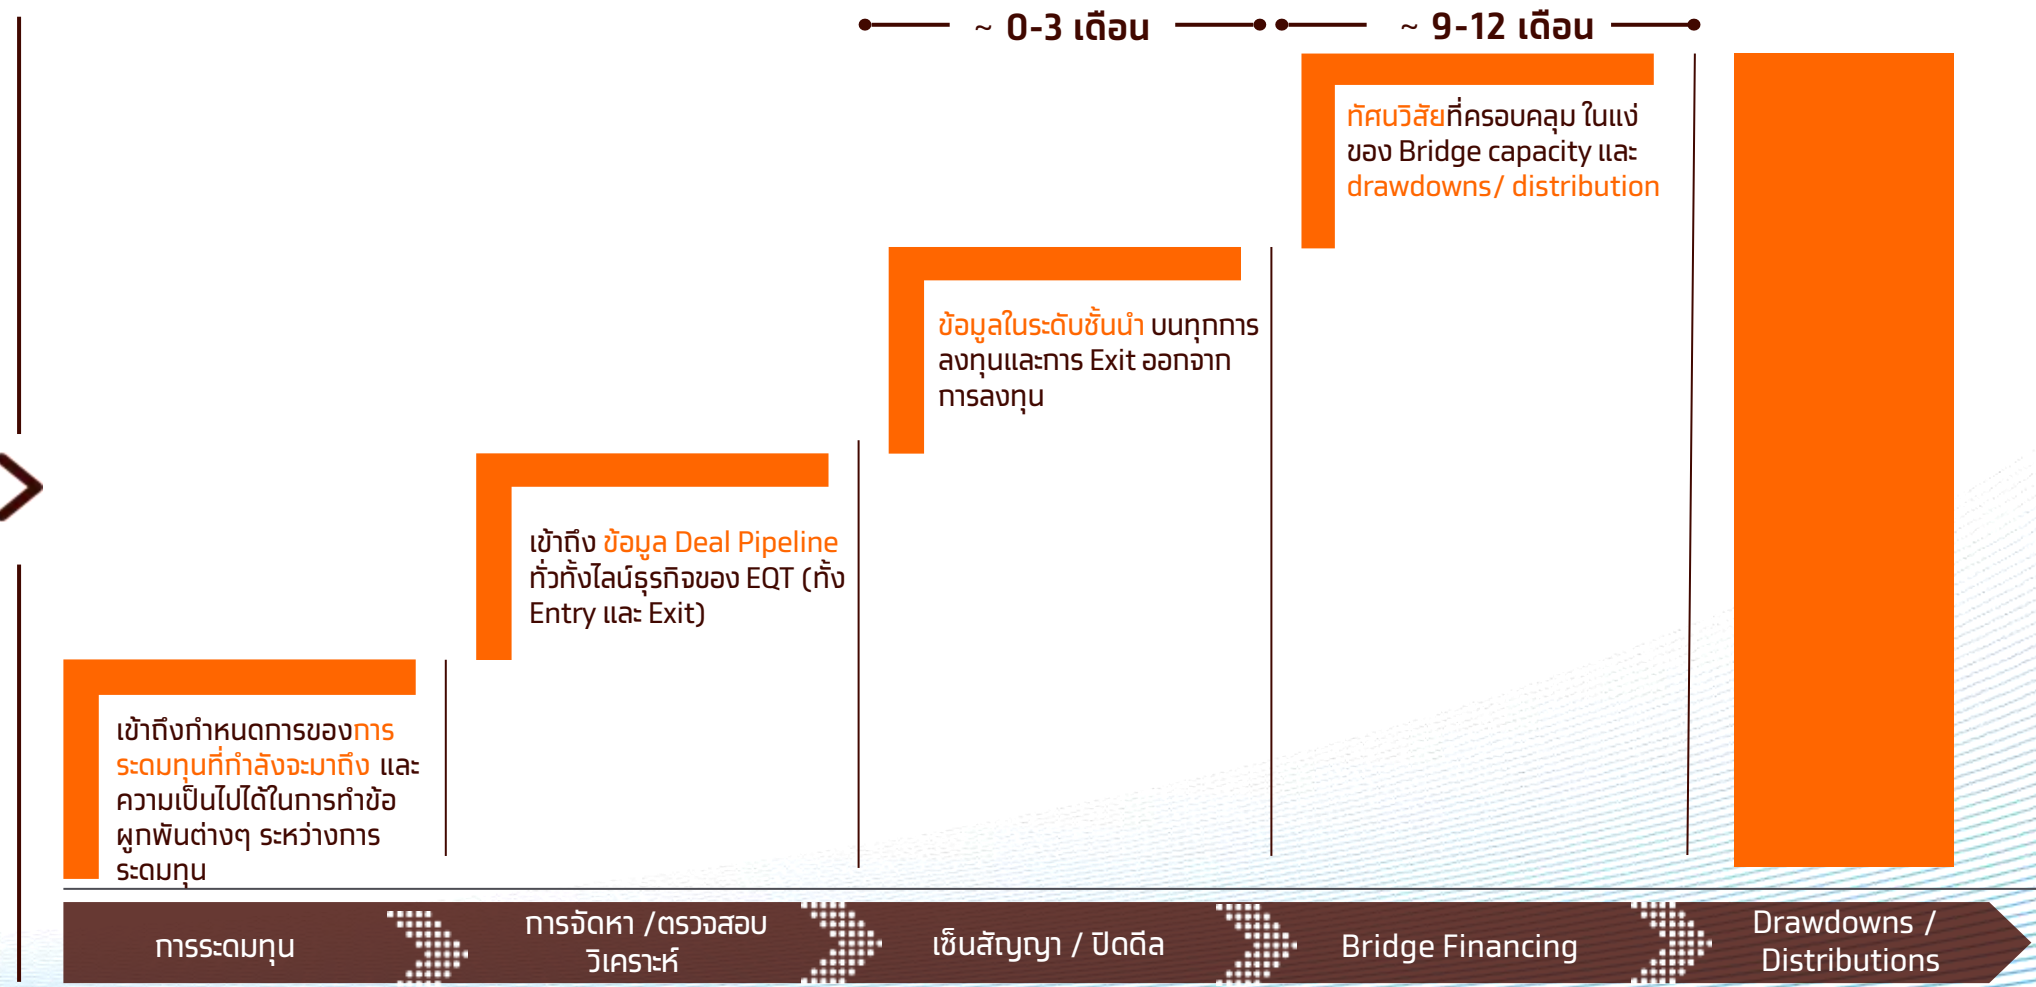 ~ 0-3 เดือน
~ 9-12 เดือน
ทัศนวิสัยที่ครอบคลุม ในแง่
ของ Bridge capacity และ
drawdowns/ distribution
ข้อมูลในระดับชั้นนำ บนทุกการ
ลงทุนและการ Exit ออกจาก
การลงทุน
เข้าถึง ข้อมูล Deal Pipeline
ทั่วทั้งไลน์ธุรกิจของ EQT (ทั้ง
Entry และ Exit)
เข้าถึงกำหนดการของการ
ระดมทุนที่กำลังจะมาถึง และ
ความเป็นไปได้ในการทำข้อ
ผูกพันต่างๆ ระหว่างการ
ระดมทุน
การระดมทุน
การจัดหา /ตรวจสอบ
วิเคราะห์
เซ็นสัญญา / ปิดดีล
Bridge Financing
Drawdowns /
Distributions